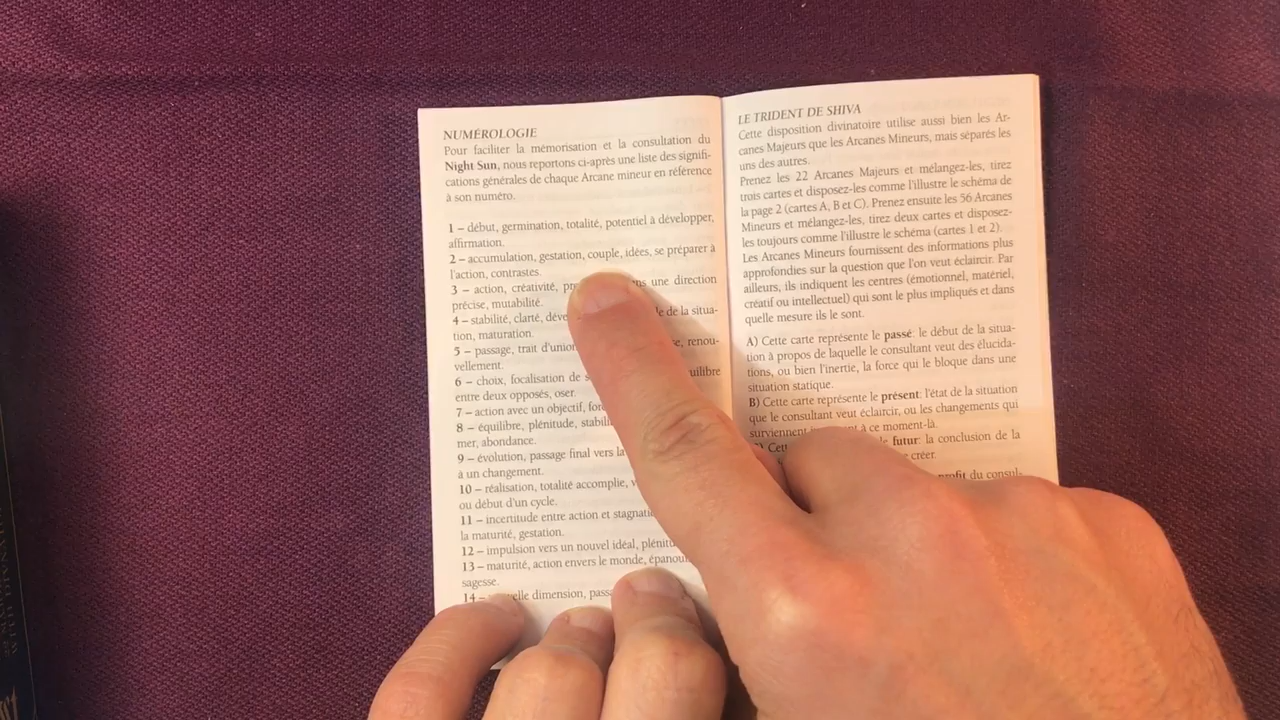 NUMÉROLOGIE
Pour faciliter la mémorisation et la consultation du
Night Sun, nous reportons ci-après une liste des signifi-
cations générales de chaque Arcane mineur en référence
à son numéro.
1 – début, germination, totalité, potentiel à développer,
affirmation.
2 – accumulation, gestation, couple, idées, se préparer à
l'action, contrastes.
3 – action, créativité, une direction
précise, mutabilité.
4 – stabilité, clarté, de la situa-
tion, maturation.
5 – passage, trait d'union renou-
vellement.
6 – choix, focalisation de
entre deux opposés, oser.
7 – action avec un objectif,
8 – équilibre, plénitude,
mer, abondance.
9 – évolution, passage final vers la
à un changement.
10 – réalisation, totalité accomplie,
ou début d'un cycle.
11 – incertitude entre action et
la maturité, gestation.
12 – impulsion vers un nouvel idéal,
13 – maturité, action envers le monde,
sagesse.
14 – dimension,
LE TRIDENT DE SHIVA
Cette disposition divinatoire utilise aussi bien les Ar-
canes Majeurs que les Arcanes Mineurs, mais séparés les
uns des autres.
Prenez les 22 Arcanes Majeurs et mélangez-les, tirez
trois cartes et disposez-les comme l'illustre le schéma de
la page 2 (cartes A, B et C). Prenez ensuite les 56 Arcanes
Mineurs et mélangez-les, tirez deux cartes et disposez-
les toujours comme l'illustre le schéma (cartes 1 et 2).
Les Arcanes Mineurs fournissent des informations plus
approfondies sur la question que l'on veut éclaircir. Par
ailleurs, ils indiquent les centres (émotionnel, matériel,
créatif ou intellectuel) qui sont le plus impliqués et dans
quelle mesure ils le sont.
A) Cette carte représente le passé: le début de la situa-
tion à propos de laquelle le consultant veut des élucida-
tions, ou bien l'inertie, la force qui le bloque dans une
situation statique.
B) Cette carte représente le présent: l'état de la situation
que le consultant veut éclaircir, ou les changements qui
surviennent à ce moment-là.
le futur: la conclusion de la
créer.
profit du consul-